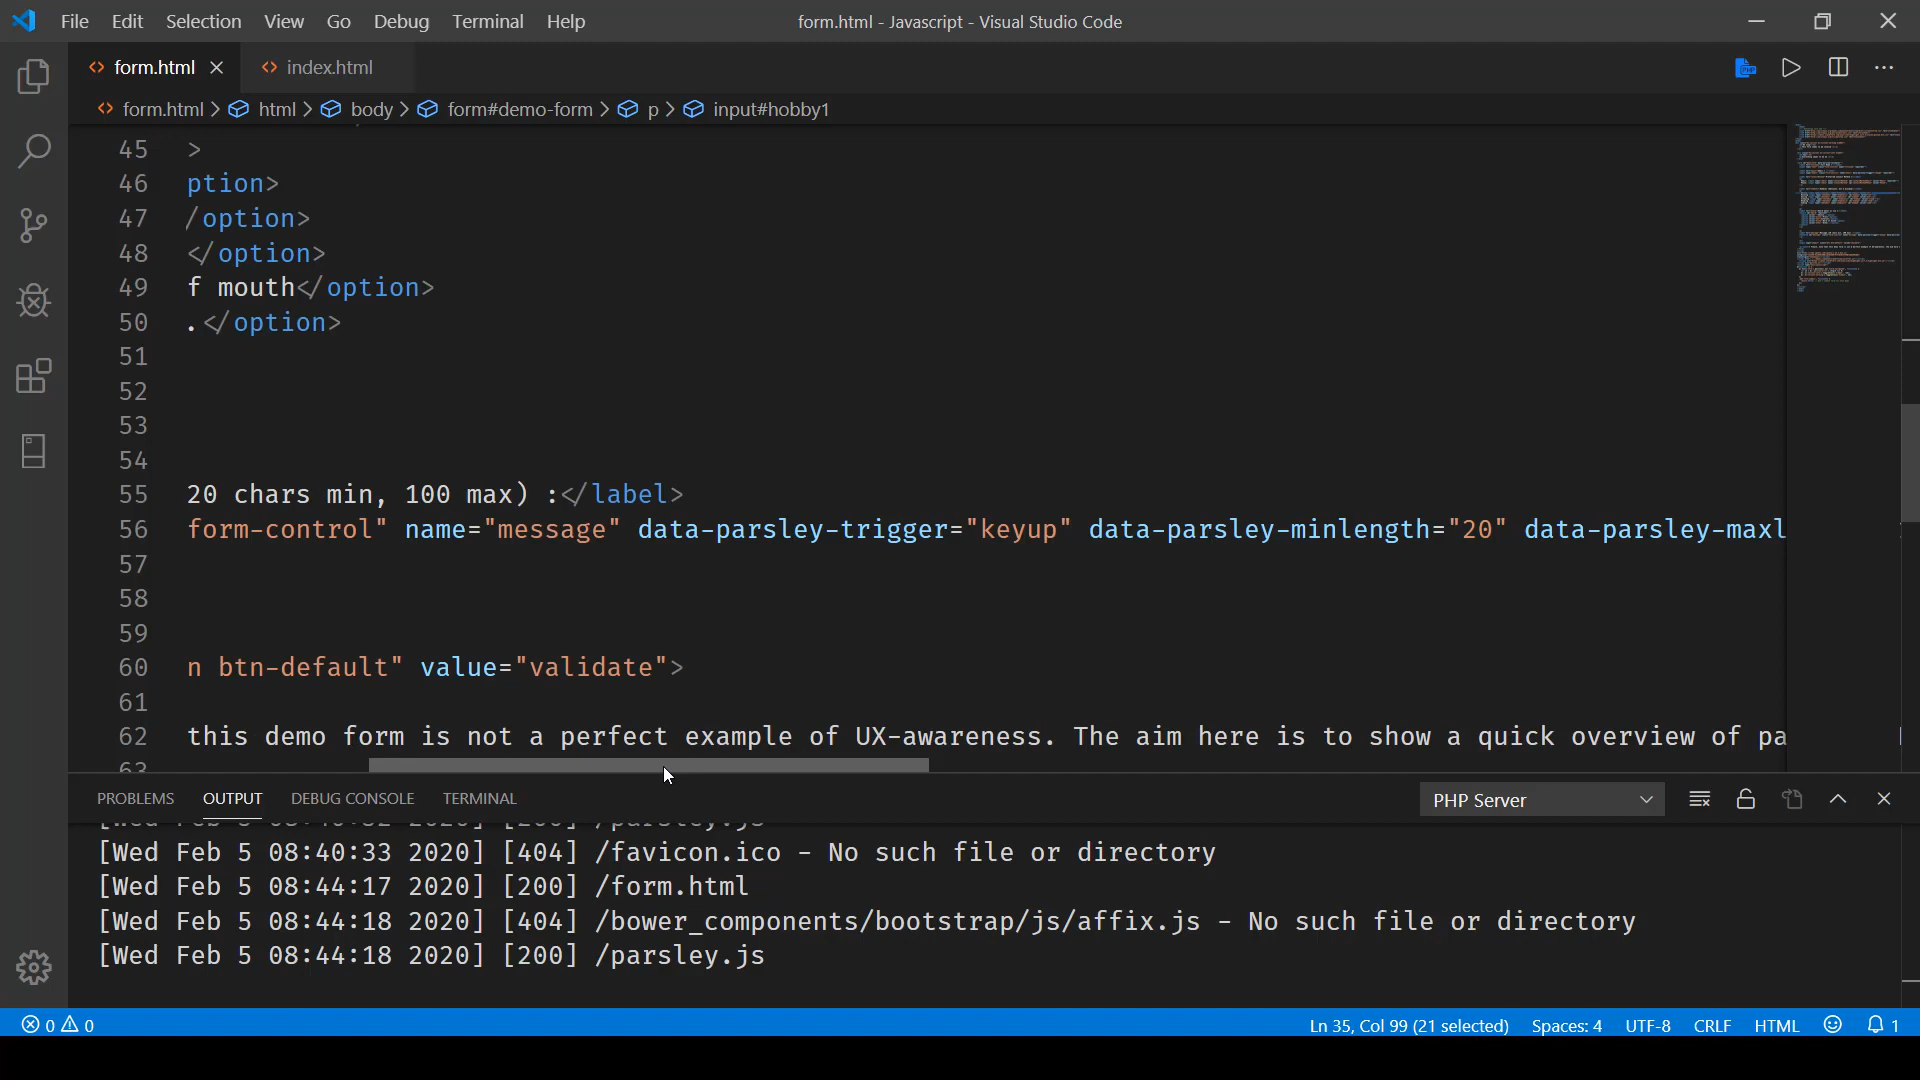 File Edit Selection View Go Debug Terminal Help form.html - Javascript - Visual Studio Code
form.html index.html
form.html > html > body > form#demo-form > p > input#hobby1
45 >
46 ption>
47 /option>
48 </option>
49 f mouth</option>
50 .</option>
51
52
53
54
55 20 chars min, 100 max) :</label>
56 form-control" name="message" data-parsley-trigger="keyup" data-parsley-minlength="20" data-parsley-maxl
57
58
59
60 n btn-default" value="validate">
61
62 this demo form is not a perfect example of UX-awareness. The aim here is to show a quick overview of pa
63
PROBLEMS OUTPUT DEBUG CONSOLE TERMINAL PHP Server
[Wed Feb 5 08:40:33 2020] [404] /favicon.ico - No such file or directory
[Wed Feb 5 08:44:17 2020] [200] /form.html
[Wed Feb 5 08:44:18 2020] [404] /bower_components/bootstrap/js/affix.js - No such file or directory
[Wed Feb 5 08:44:18 2020] [200] /parsley.js
0 0 Ln 35, Col 99 (21 selected) Spaces: 4 UTF-8 CRLF HTML 1